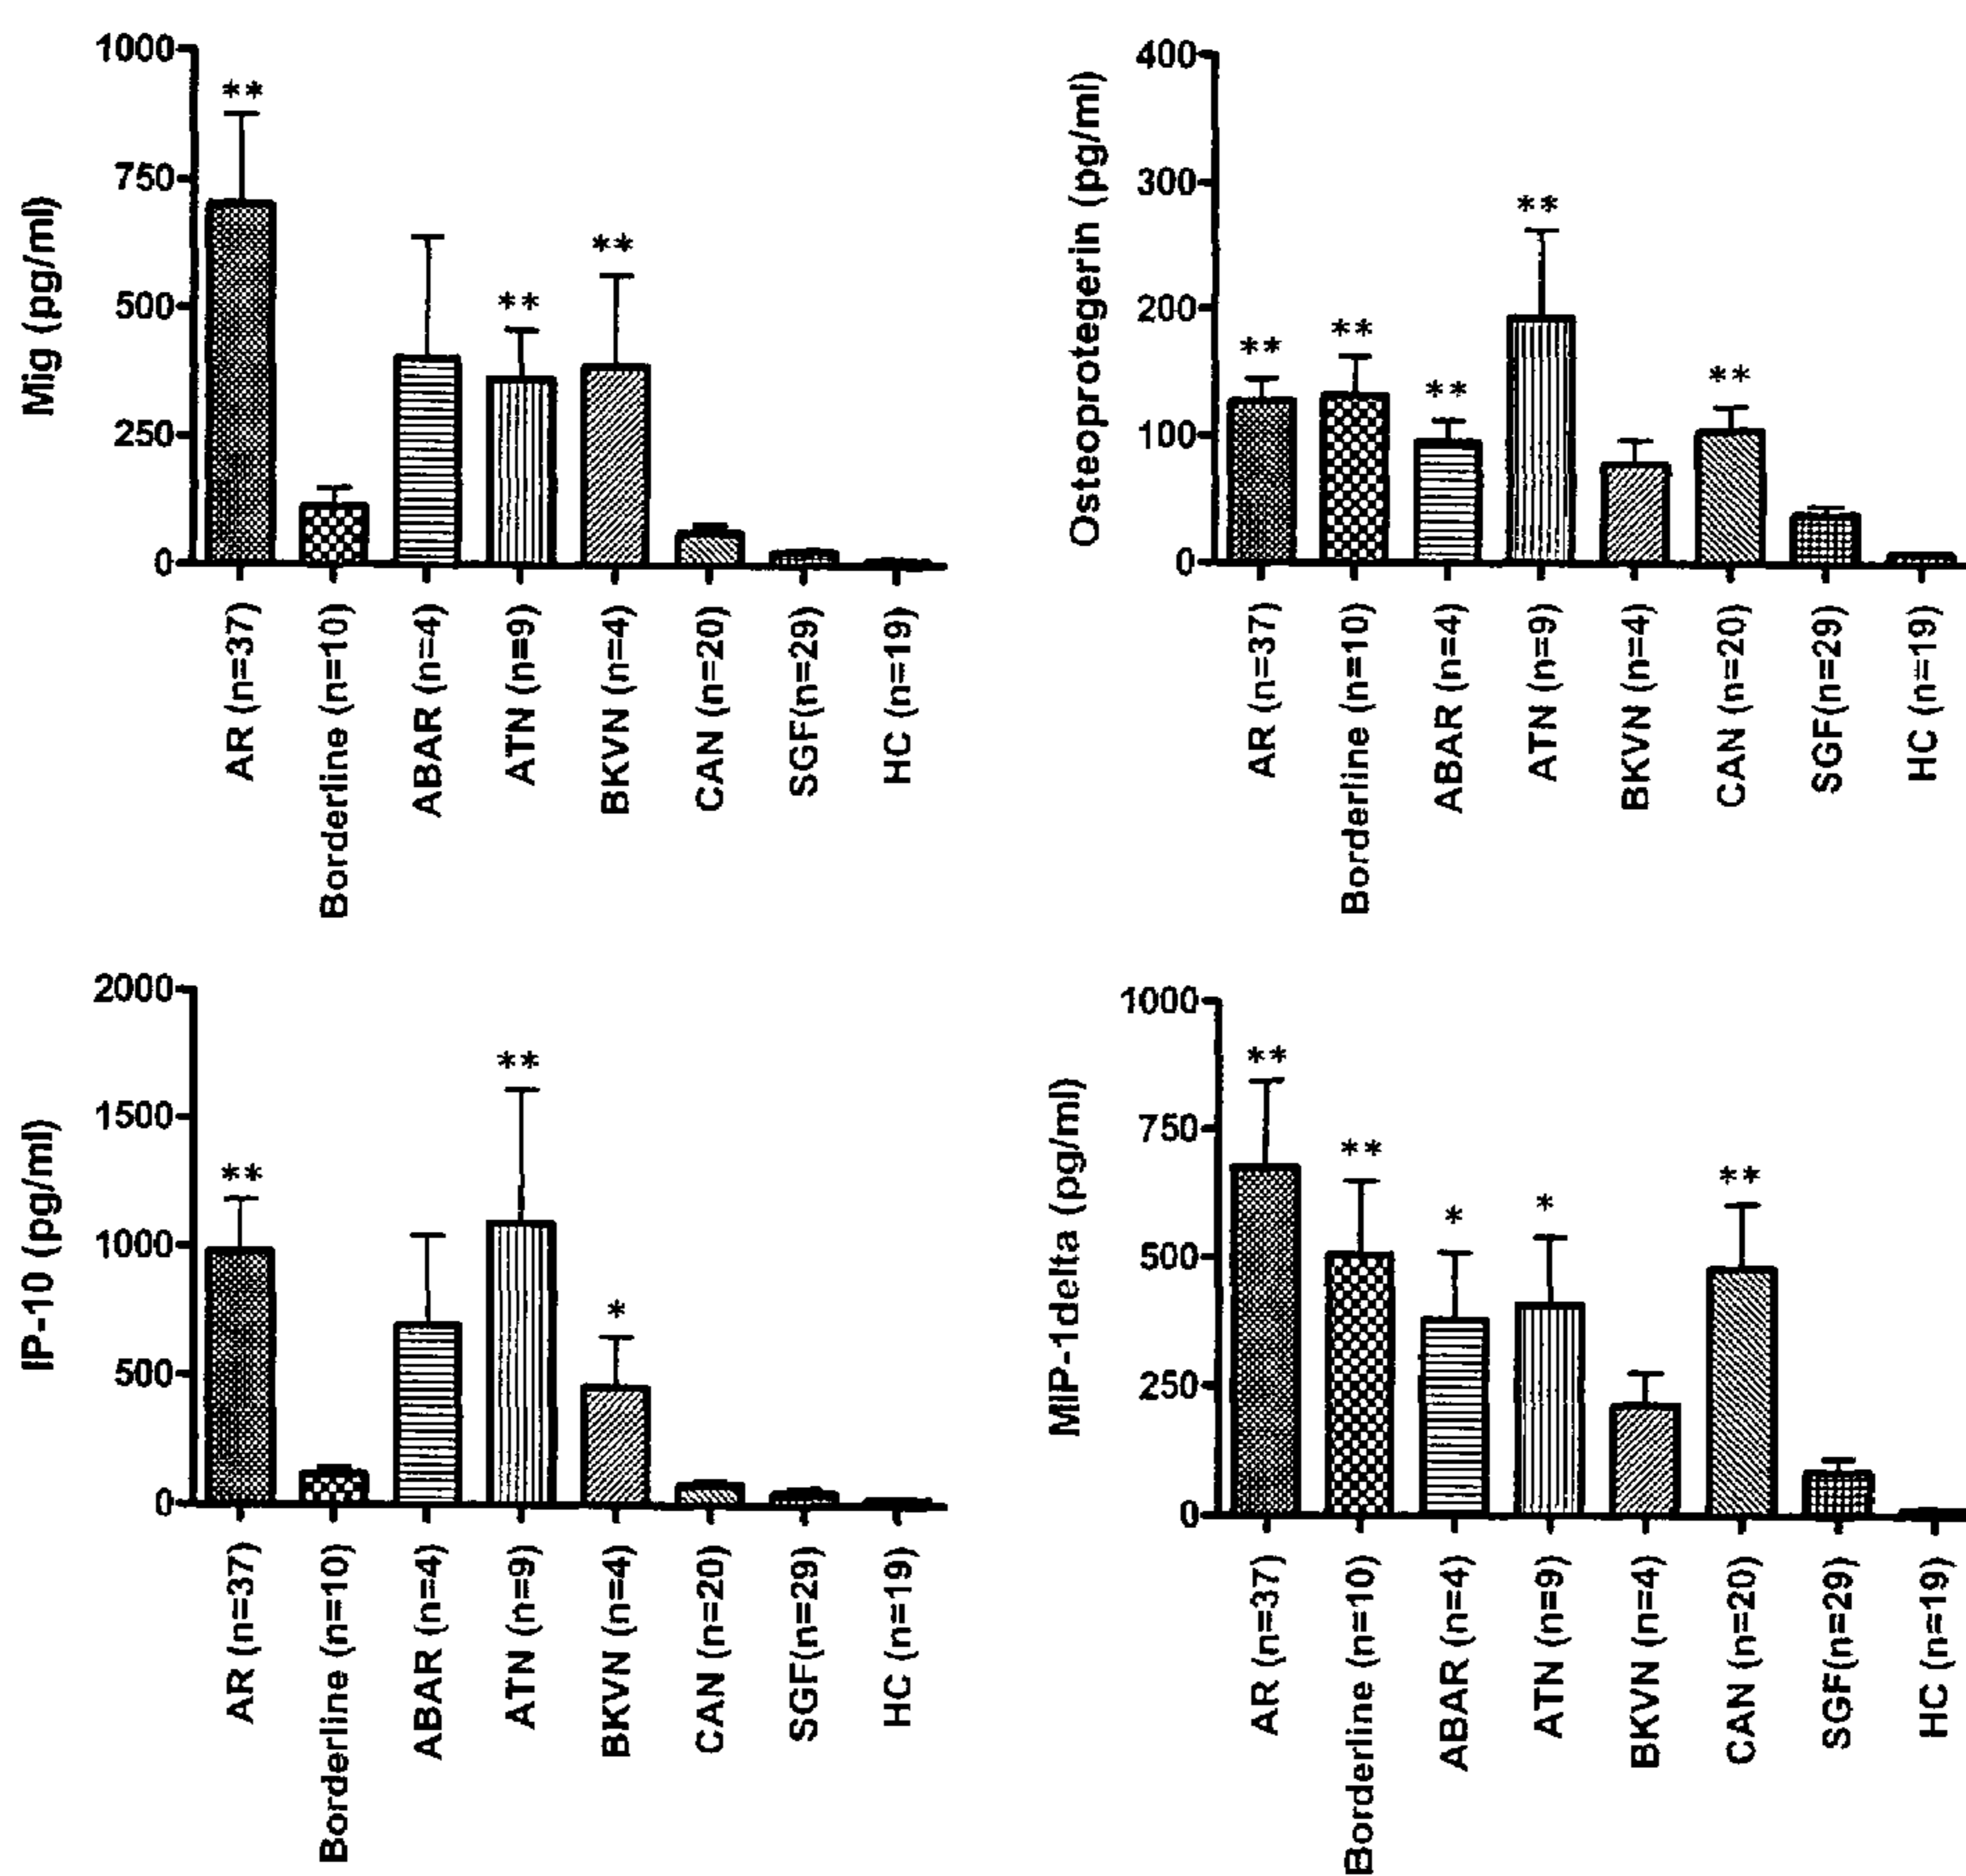 Mig (pg/ml)
1000
750
500
250
0
**
**
**
AR (n=37)
Borderline (n=10)
ABAR (n=4)
ATN (n=9)
BKVN (n=4)
CAN (n=20)
SGF(n=29)
HC (n=19)
Osteoprotegerin (pg/ml)
400
300
200
100
0
**
**
**
**
**
AR (n=37)
Borderline (n=10)
ABAR (n=4)
ATN (n=9)
BKVN (n=4)
CAN (n=20)
SGF(n=29)
HC (n=19)
IP-10 (pg/ml)
2000
1500
1000
500
0
**
**
*
AR (n=37)
Borderline (n=10)
ABAR (n=4)
ATN (n=9)
BKVN (n=4)
CAN (n=20)
SGF(n=29)
HC (n=19)
MIP-1delta (pg/ml)
1000
750
500
250
0
**
**
*
*
**
AR (n=37)
Borderline (n=10)
ABAR (n=4)
ATN (n=9)
BKVN (n=4)
CAN (n=20)
SGF(n=29)
HC (n=19)